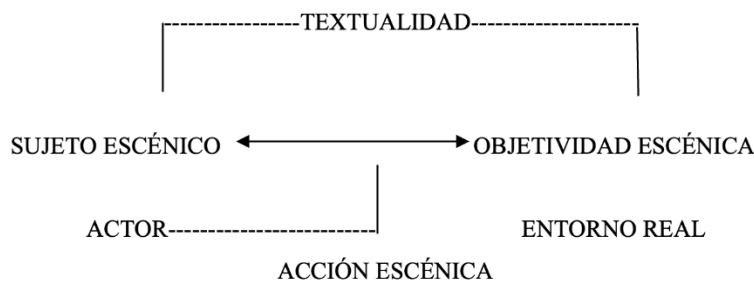 TEXTUALIDAD
SUJETO ESCÉNICO OBJETIVIDAD ESCÉNICA
ACTOR ENTORNO REAL
ACCIÓN ESCÉNICA